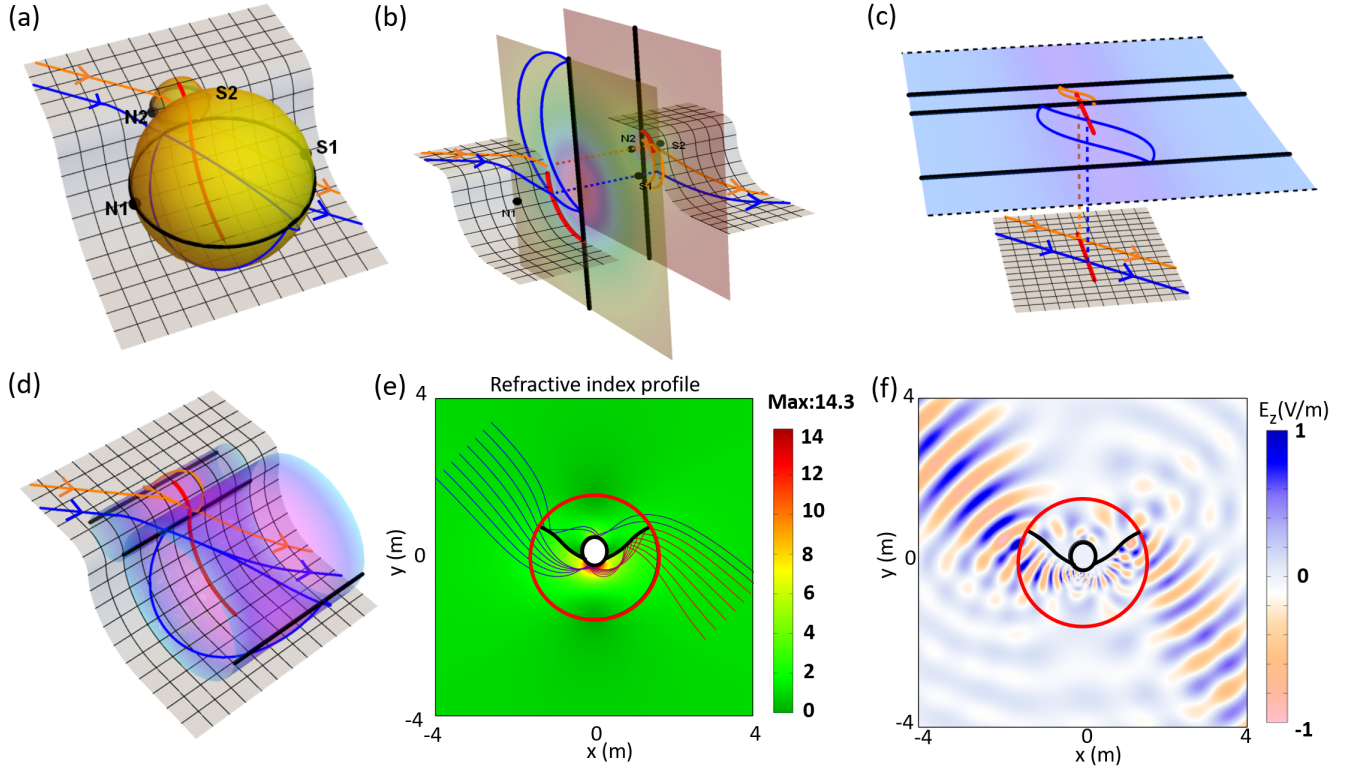 (a)
S2
N2
S1
N1
(b)
N2
S2
S1
N1
(c)
(d)
(e)
Refractive index profile
4
0
-4
y (m)
-4
0
4
x (m)
Max:14.3
14
12
10
8
6
4
2
0
(f)
4
0
-4
y (m)
-4
0
4
x (m)
Ez(V/m)
1
0
-1